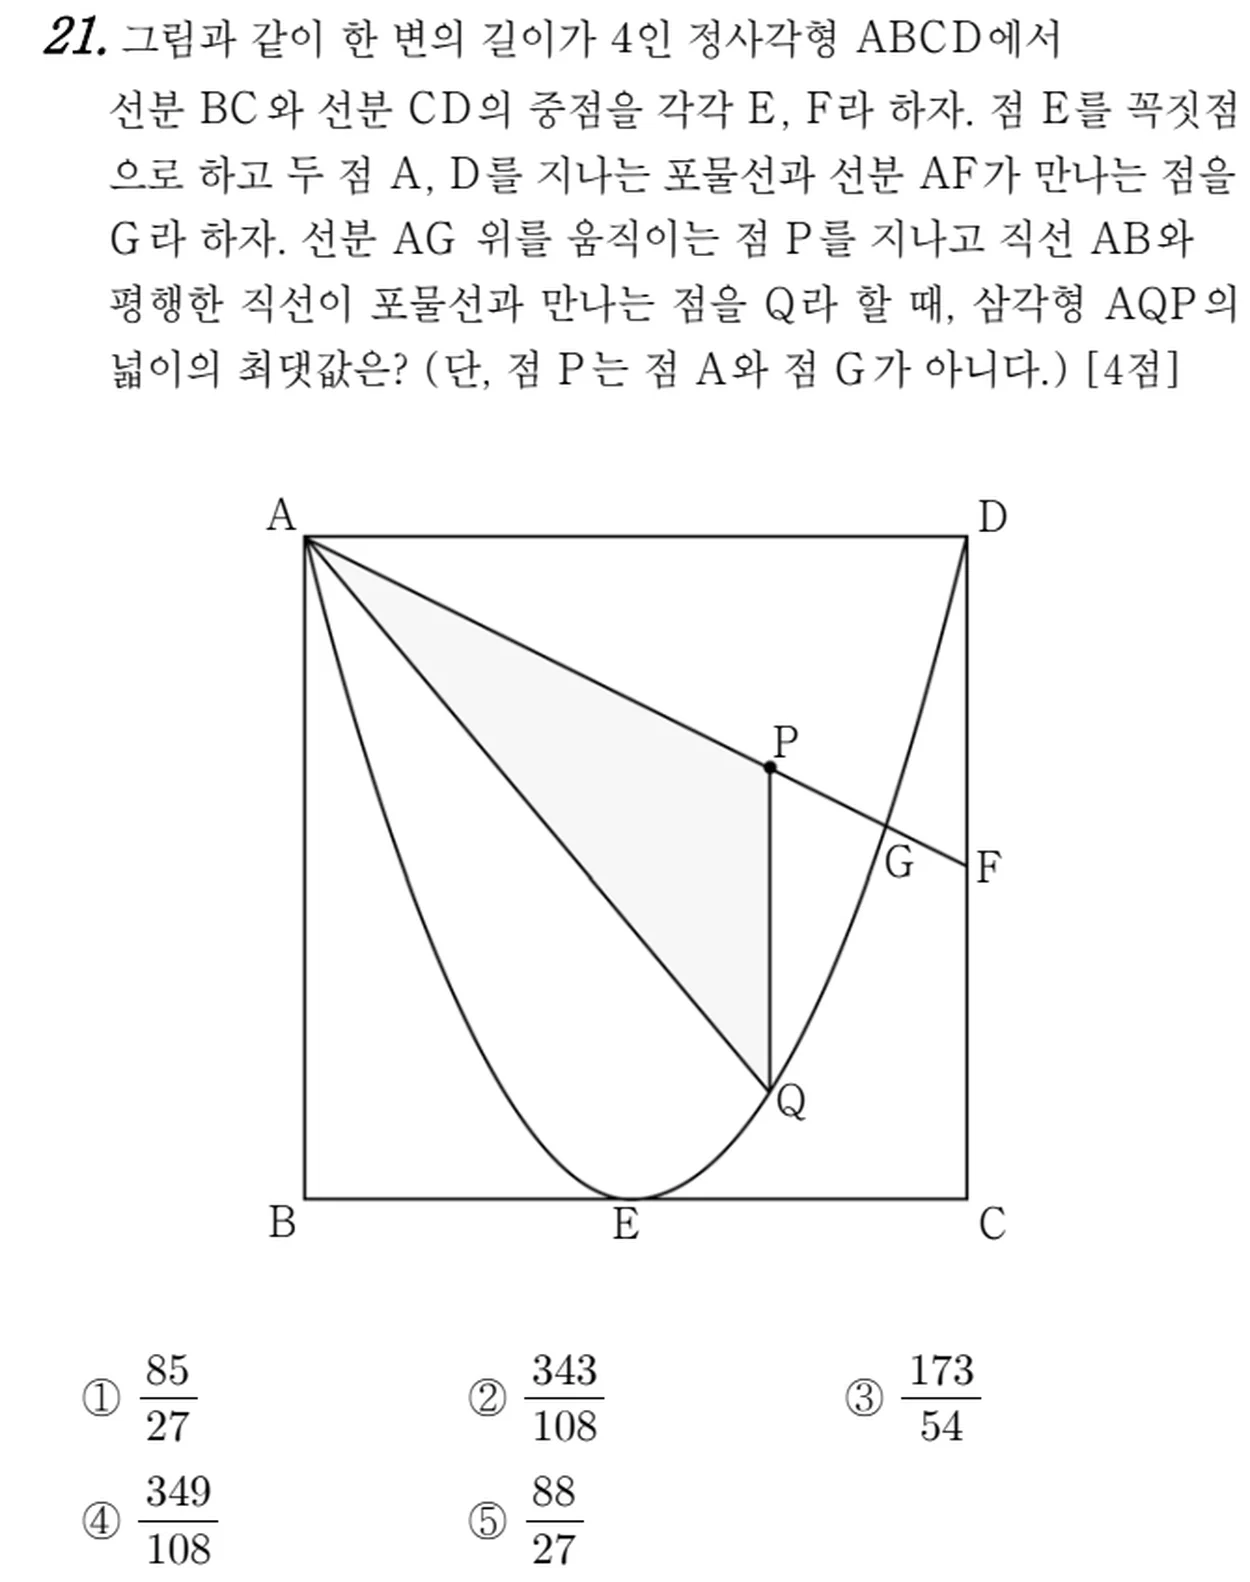 21. 그림과 같이 한 변의 길이가 4인 정사각형 ABCD에서
선분 BC와 선분 CD의 중점을 각각 E, F라 하자. 점 E를 꼭짓점
으로 하고 두 점 A, D를 지나는 포물선과 선분 AF가 만나는 점을
G라 하자. 선분 AG 위를 움직이는 점 P를 지나고 직선 AB와
평행한 직선이 포물선과 만나는 점을 Q라 할 때, 삼각형 AQP의
넓이의 최댓값은? (단, 점 P는 점 A와 점 G가 아니다.) [4점]
A
D
P
G
F
Q
B
E
C
① 85/27 ② 343/108 ③ 173/54
④ 349/108 ⑤ 88/27